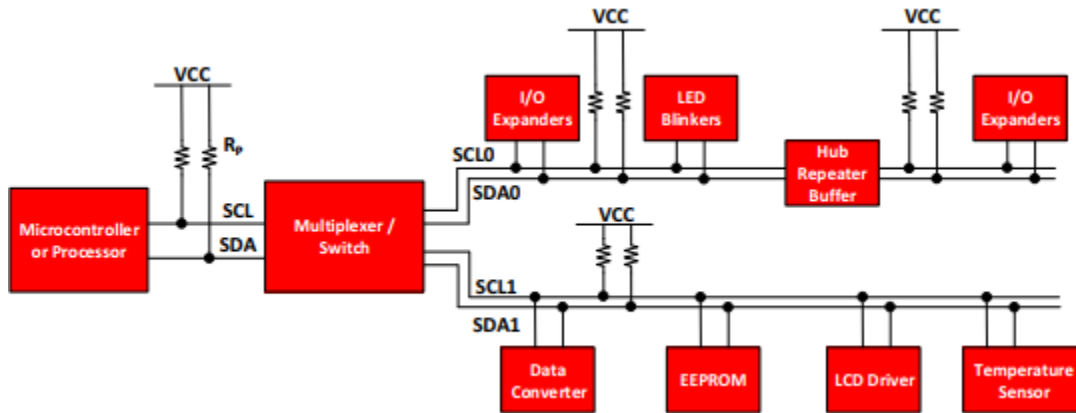 VCC
VCC
VCC
I/O
Expanders
LED
Blinkers
I/O
Expanders
RP
SCL0
SDA0
Hub
Repeater
Buffer
Microcontroller
or Processor
SCL
SDA
Multiplexer /
Switch
VCC
SCL1
SDA1
Data
Converter
EEPROM
LCD Driver
Temperature
Sensor